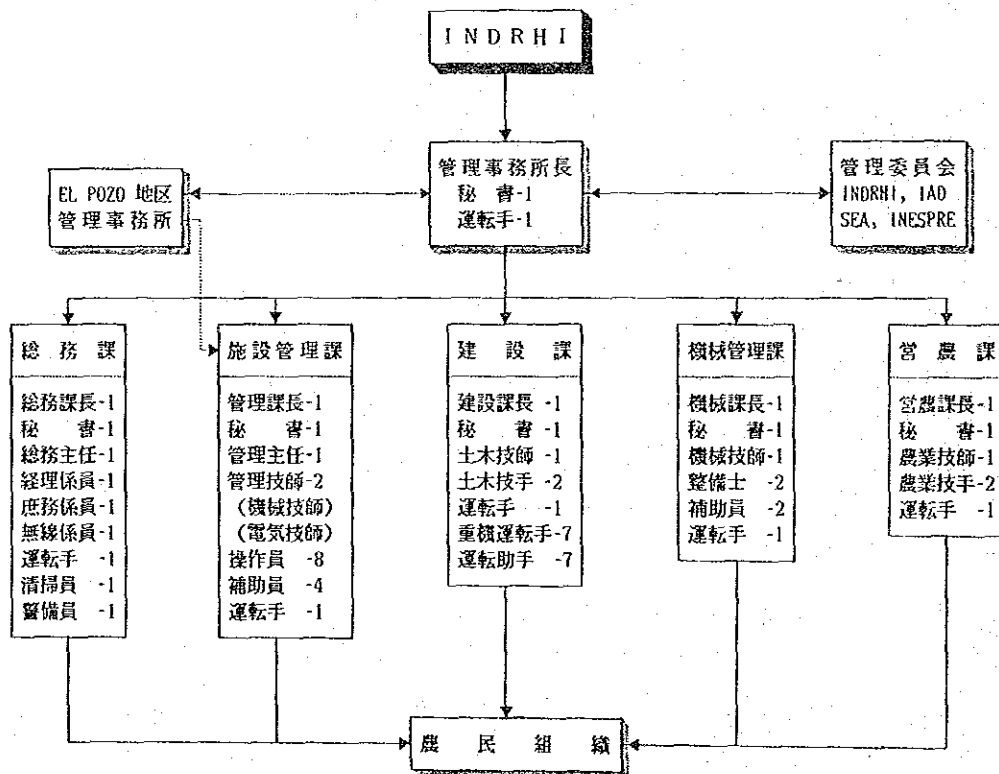 INDRHI
EL POZO 地区
管理事務所
管理事務所長
秘書-1
運転手-1
管理委員会
INDRHI, IAD
SEA, INESPRE
総務課
総務課長-1
秘書-1
総務主任-1
経理係員-1
庶務係員-1
無線係員-1
運転手-1
清掃員-1
警備員-1
施設管理課
管理課長-1
秘書-1
管理主任-1
管理技師-2
(機械技師)
(電気技師)
操作員-8
補助員-4
運転手-1
建設課
建設課長-1
秘書-1
土木技師-1
土木技手-2
運転手-1
重機運転手-7
運転助手-7
機械管理課
機械課長-1
秘書-1
機械技師-1
整備士-2
補助員-2
運転手-1
営農課
営農課長-1
秘書-1
農業技師-1
農業技手-2
運転手-1
農民組織